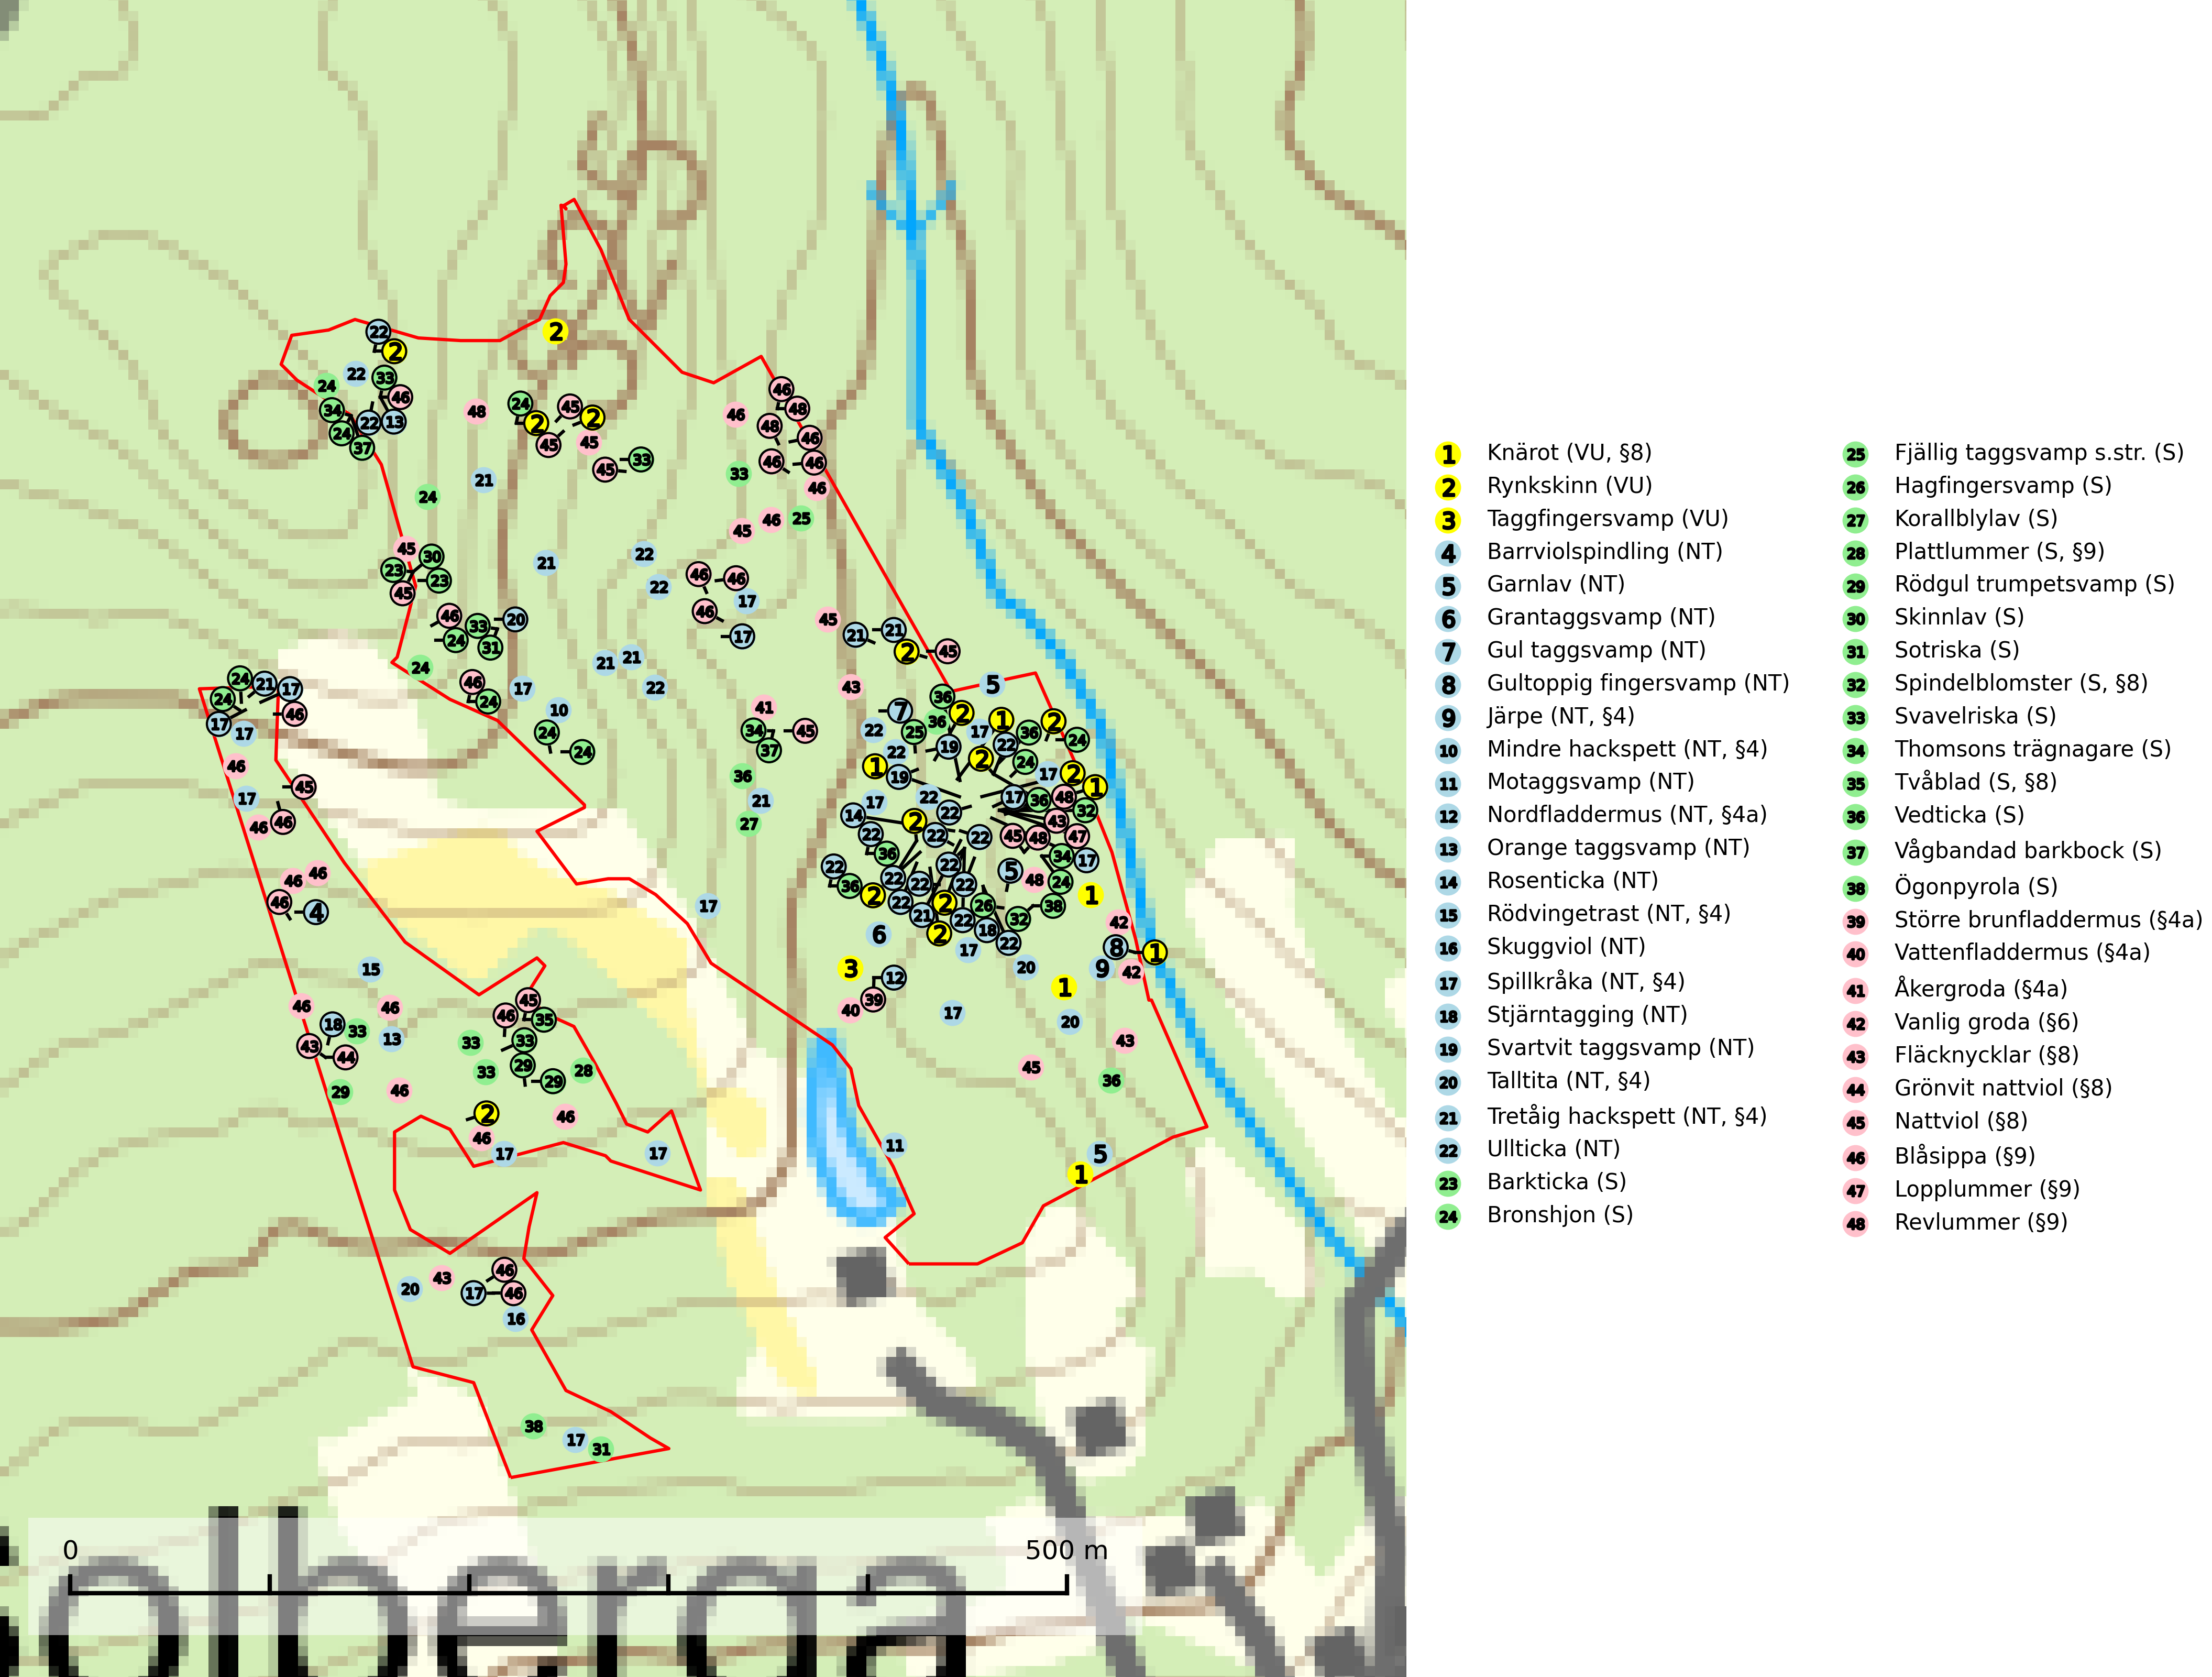 1 Knärot (VU, §8)
2 Rynkskinn (VU)
3 Taggfingersvamp (VU)
4 Barrviolspindling (NT)
5 Garnlav (NT)
6 Grantaggsvamp (NT)
7 Gul taggsvamp (NT)
8 Gultoppig fingersvamp (NT)
9 Järpe (NT, §4)
10 Mindre hackspett (NT, §4)
11 Motaggsvamp (NT)
12 Nordfladdermus (NT, §4a)
13 Orange taggsvamp (NT)
14 Rosenticka (NT)
15 Rödvingetrast (NT, §4)
16 Skuggviol (NT)
17 Spillkråka (NT, §4)
18 Stjärntagging (NT)
19 Svartvit taggsvamp (NT)
20 Talltita (NT, §4)
21 Tretåig hackspett (NT, §4)
22 Ullticka (NT)
23 Barkticka (S)
24 Bronshjon (S)
25 Fjällig taggsvamp s.str. (S)
26 Hagfingersvamp (S)
27 Korallblylav (S)
28 Plattlummer (S, §9)
29 Rödgul trumpetsvamp (S)
30 Skinnlav (S)
31 Sotriska (S)
32 Spindelblomster (S, §8)
33 Svavelriska (S)
34 Thomsons trägnagare (S)
35 Tvåblad (S, §8)
36 Vedticka (S)
37 Vågbandad barkbock (S)
38 Ögonpyrola (S)
39 Större brunfladdermus (§4a)
40 Vattenfladdermus (§4a)
41 Åkergroda (§4a)
42 Vanlig groda (§6)
43 Fläcknycklar (§8)
44 Grönvit nattviol (§8)
45 Nattviol (§8)
46 Blåsippa (§9)
47 Lopplummer (§9)
48 Revlummer (§9)
0 500 m
olberga